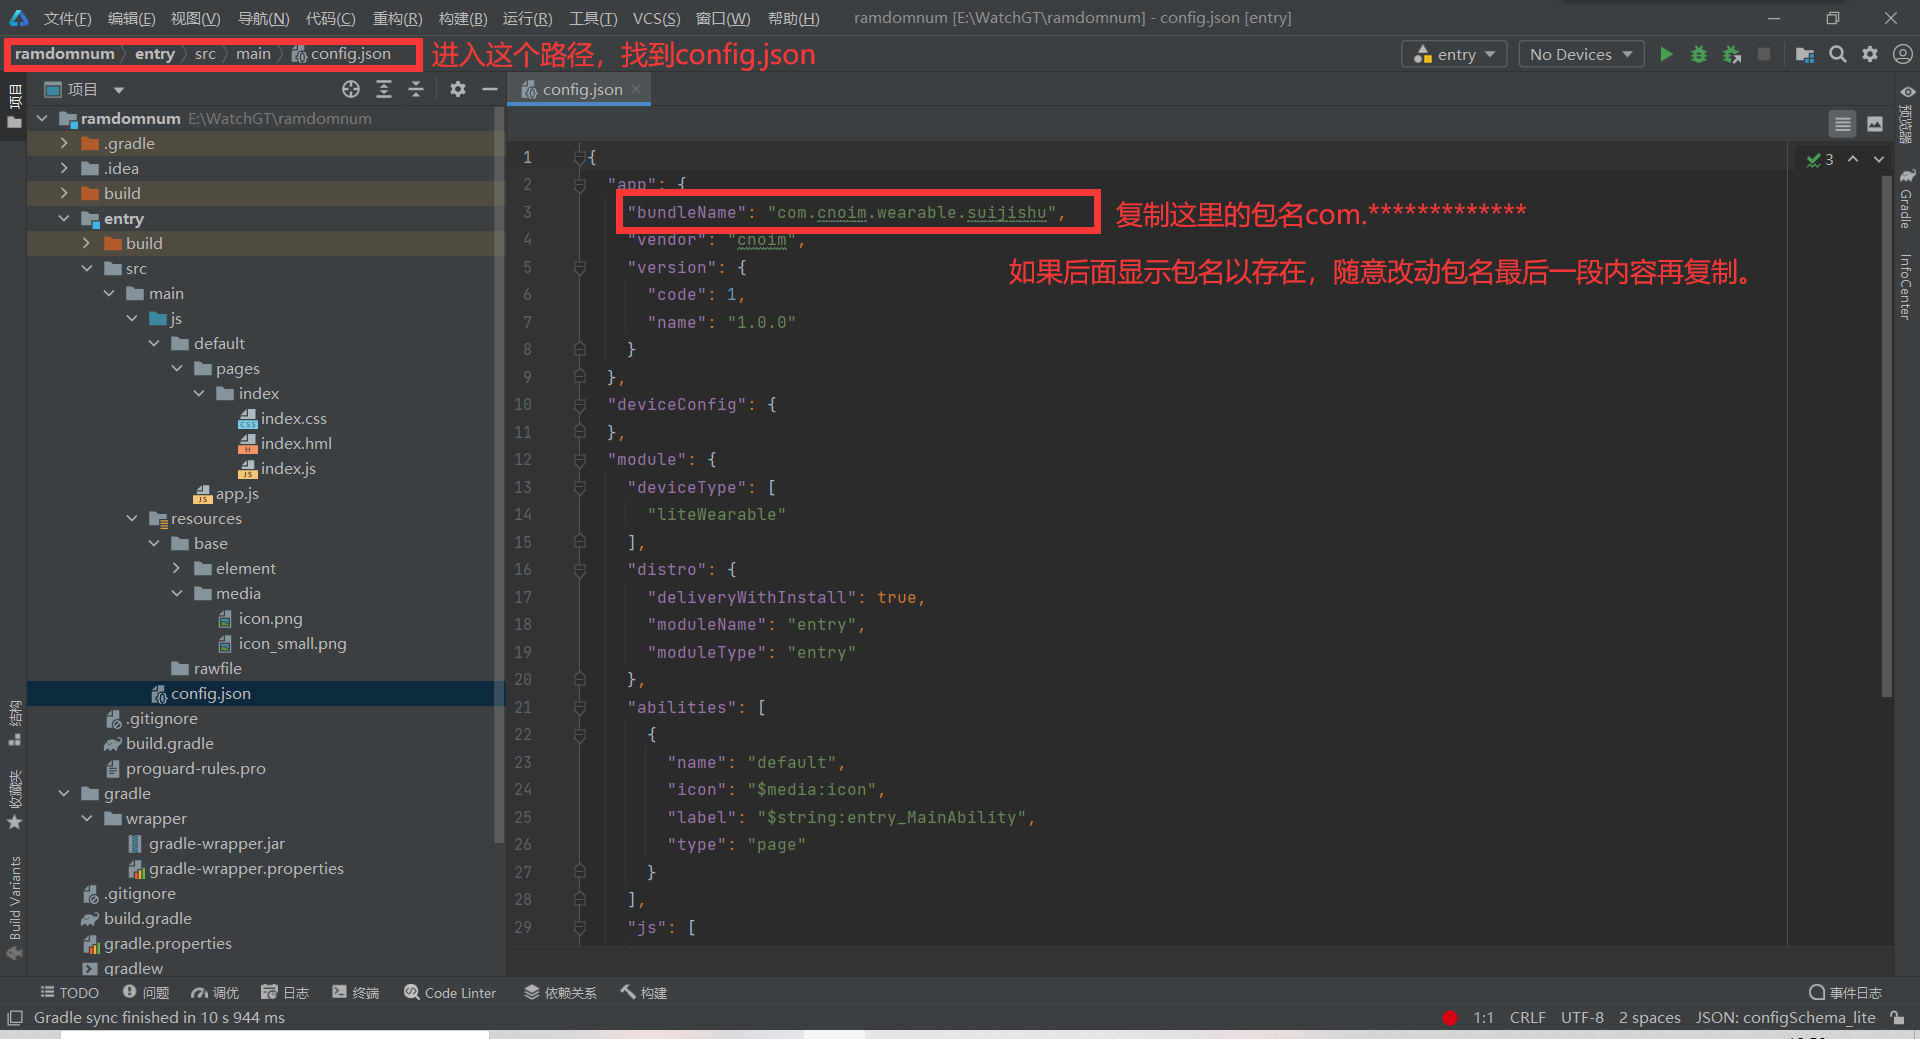 文件(F) 编辑(E) 视图(V) 导航(N) 代码(C) 重构(R) 构建(B) 运行(R) 工具(T) VCS(S) 窗口(W) 帮助(H) ramdomnum [E:\WatchGT\ramdomnum] - config.json [entry]
ramdomnum entry src main config.json 进入这个路径，找到config.json
entry No Devices
项目
config.json
ramdomnum E:\WatchGT\ramdomnum
.gradle
.idea
build
entry
build
src
main
js
default
pages
index
index.css
index.hml
index.js
app.js
resources
base
element
media
icon.png
icon_small.png
rawfile
config.json
.gitignore
build.gradle
proguard-rules.pro
gradle
wrapper
gradle-wrapper.jar
gradle-wrapper.properties
.gitignore
build.gradle
gradle.properties
gradlew
项目
结构
收藏夹
Build Variants
1 {
2 "app": {
3 "bundleName": "com.cnoim.wearable.suijishu",
复制这里的包名com.*************
4 "vendor": "cnoim",
5 "version": {
如果后面显示包名以存在，随意改动包名最后一段内容再复制。
6 "code": 1,
7 "name": "1.0.0"
8 }
9 },
10 "deviceConfig": {
11 },
12 "module": {
13 "deviceType": [
14 "liteWearable"
15 ],
16 "distro": {
17 "deliveryWithInstall": true,
18 "moduleName": "entry",
19 "moduleType": "entry"
20 },
21 "abilities": [
22 {
23 "name": "default",
24 "icon": "$media:icon",
25 "label": "$string:entry_MainAbility",
26 "type": "page"
27 }
28 ],
29 "js": [
3
预览器
Gradle
InfoCenter
TODO 问题 调优 日志 终端 Code Linter 依赖关系 构建 事件日志
Gradle sync finished in 10 s 944 ms 1:1 CRLF UTF-8 2 spaces JSON: configSchema_lite